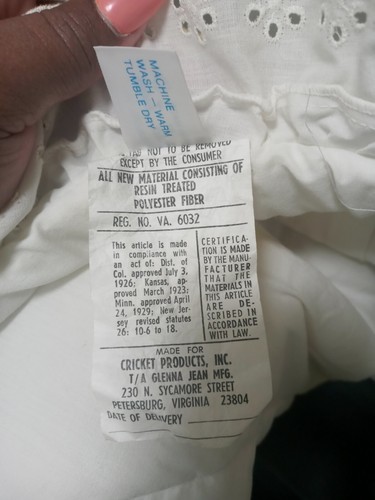 MACHINE
WASH - WARM
TUMBLE DRY
TAG NOT TO BE REMOVED
EXCEPT BY THE CONSUMER
ALL NEW MATERIAL CONSISTING OF
RESIN TREATED
POLYESTER FIBER
REG. NO. VA. 6032
This article is made
in compliance with
an act of: Dist. of
Col. approved July 3,
1926; Kansas, ap-
proved March 1923;
Minn. approved April
24, 1929; New Jer-
sey revised statutes
26: 10-6 to 18.
CERTIFICA-
TION IS MADE
BY THE MANU-
FACTURER
THAT THE
MATERIALS IN
THIS ARTICLE
ARE DE-
SCRIBED IN
ACCORDANCE
WITH LAW.
MADE FOR
CRICKET PRODUCTS, INC.
T/A GLENNA JEAN MFG.
230 N. SYCAMORE STREET
PETERSBURG, VIRGINIA 23804
DATE OF DELIVERY